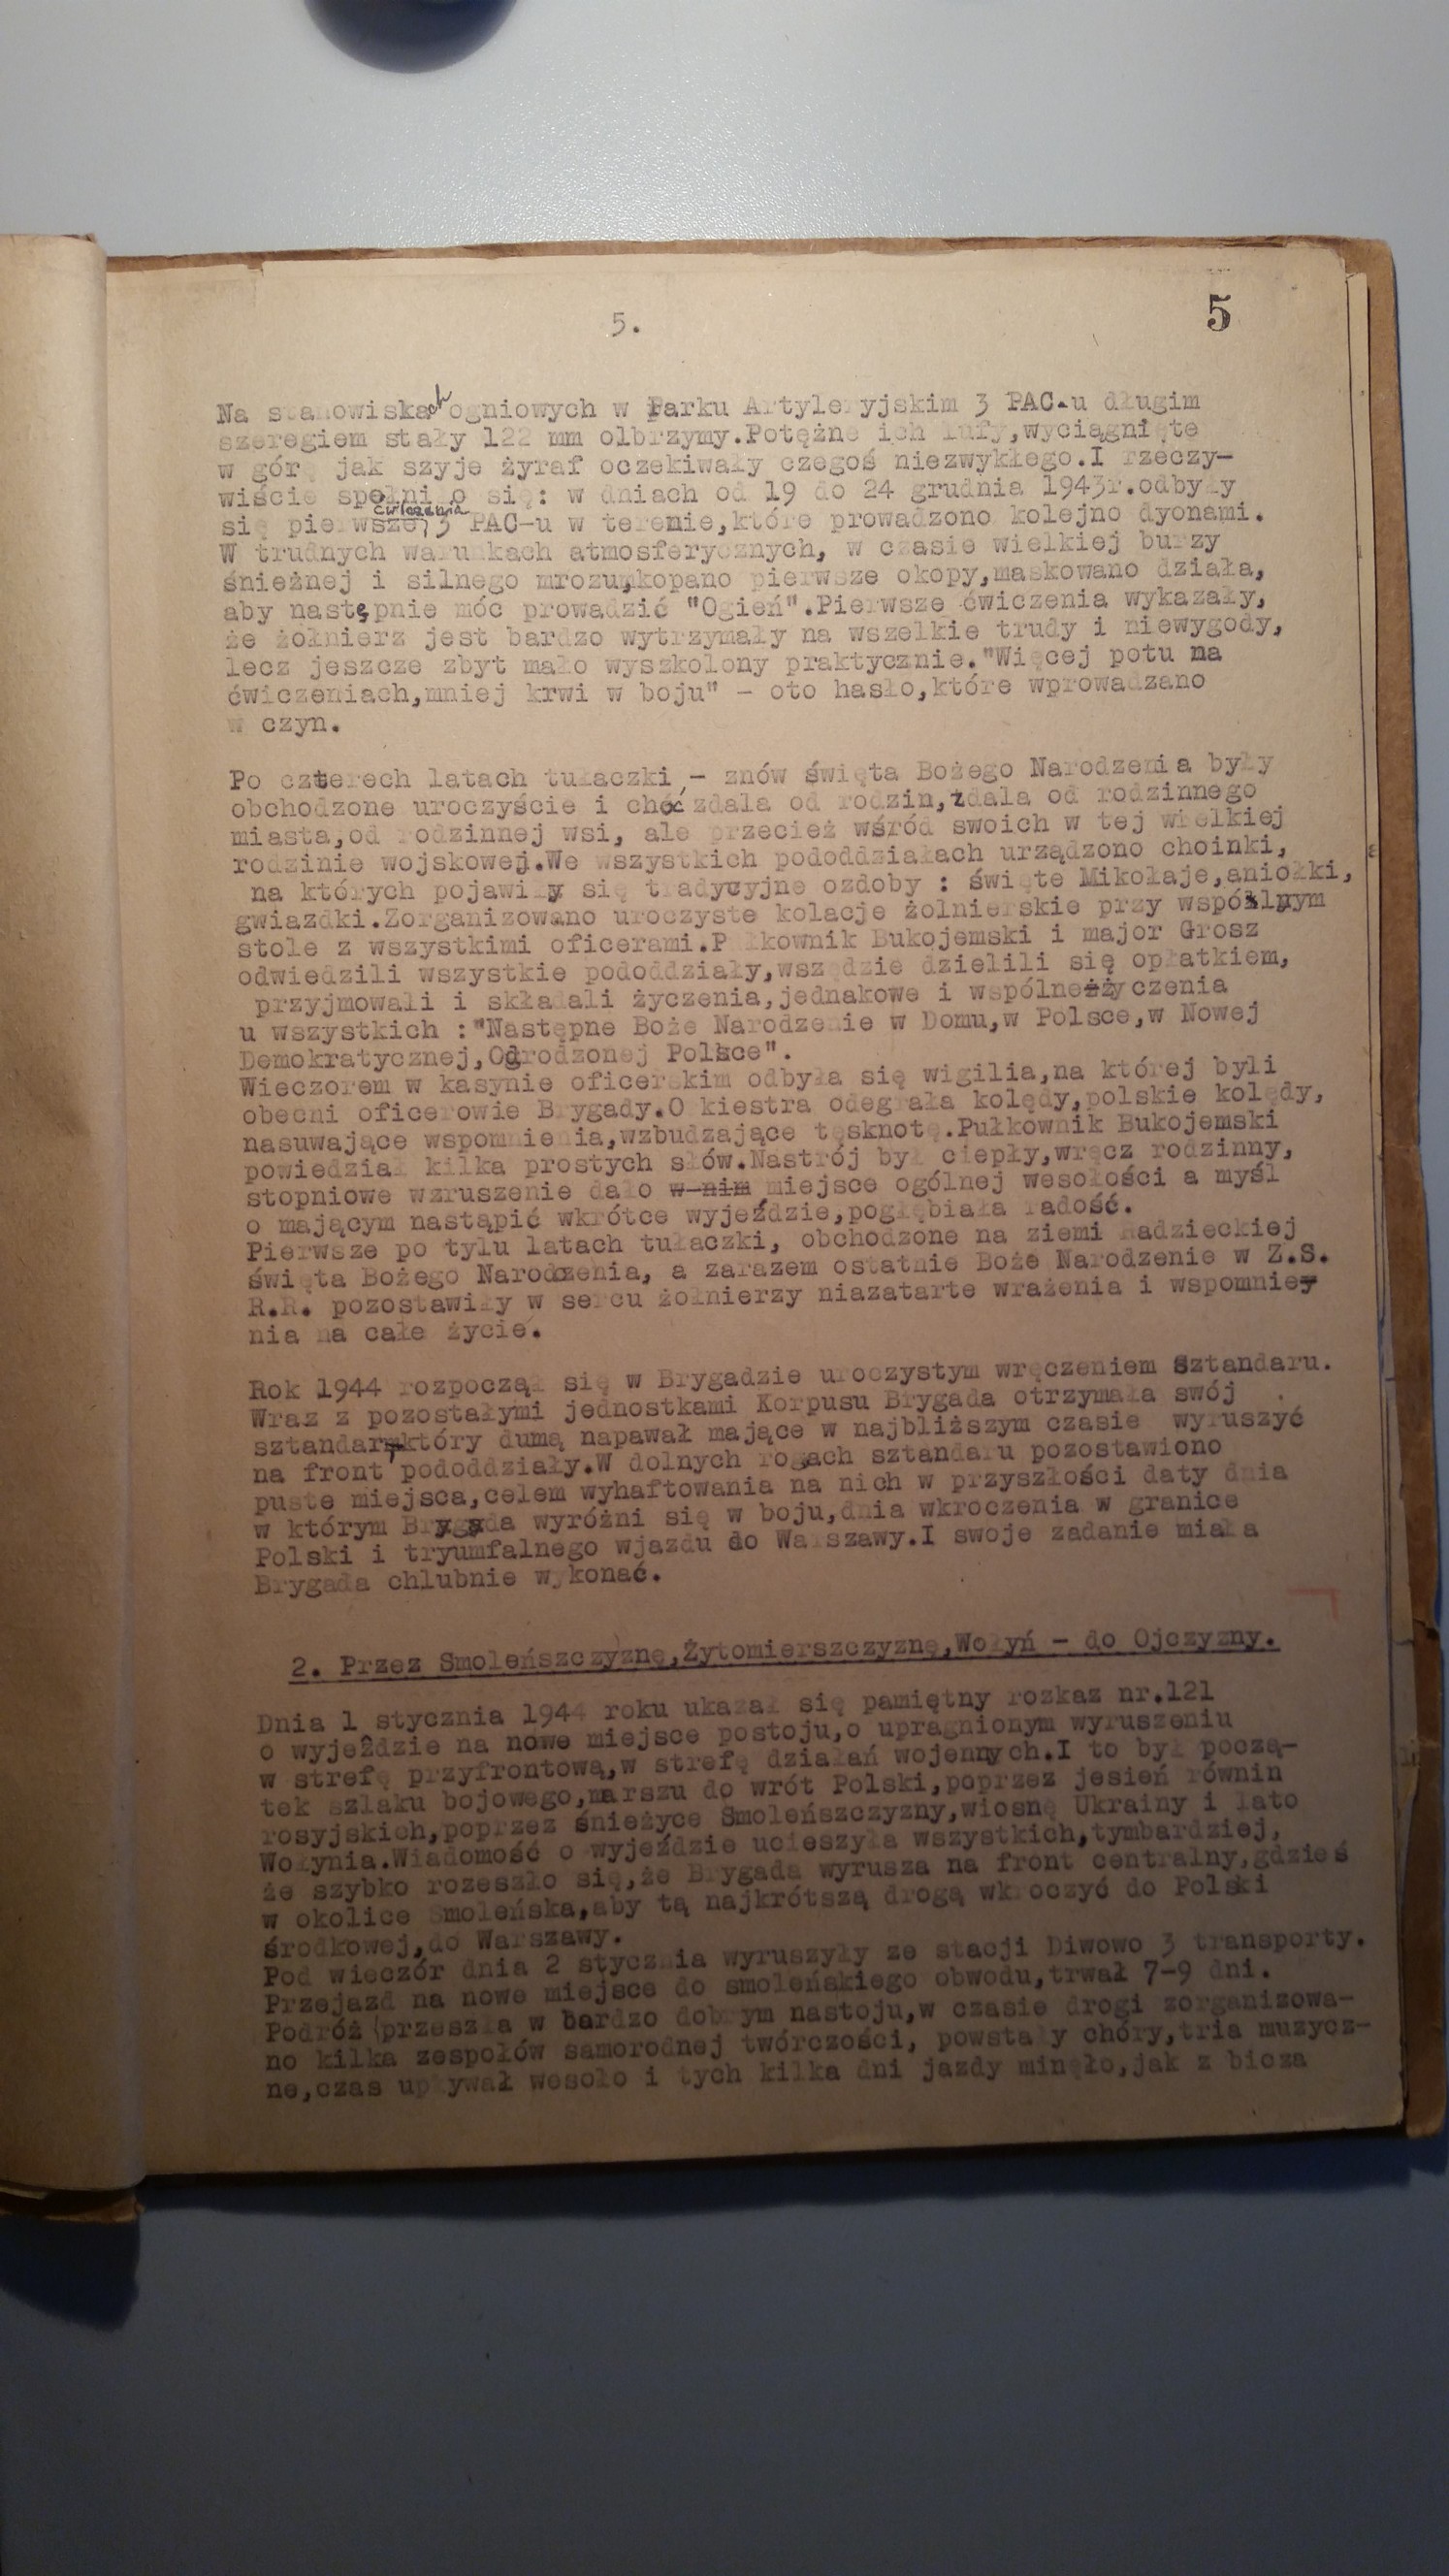 5.
5
Na stanowiskach ogniowych w Parku Artyleryjskim 3 PAC-u długim
szeregiem stały 122 mm olbrzymy.Potężne ich lufy,wyciągnięte
w górę jak szyje żyraf oczekiwały czegoś niezwykłego.I rzeczy-
wiście spełniło się: w dniach od 19 do 24 grudnia 1943r.odbyły
się pierwsze ćwiczenia 3 PAC-u w terenie,które prowadzono kolejno dyonami.
W trudnych warunkach atmosferycznych, w czasie wielkiej burzy
śnieżnej i silnego mrozu,kopano pierwsze okopy,maskowano działa,
aby następnie móc prowadzić "Ogień".Pierwsze ćwiczenia wykazały,
że żołnierz jest bardzo wytrzymały na wszelkie trudy i niewygody,
lecz jeszcze zbyt mało wyszkolony praktycznie."Więcej potu na
ćwiczeniach,mniej krwi w boju" - oto hasło,które wprowadzano
w czyn.
Po czterech latach tułaczki,- znów święta Bożego Narodzenia były
obchodzone uroczyście i choć zdala od rodzin,zdala od rodzinnego
miasta,od rodzinnej wsi, ale przecież wśród swoich w tej wielkiej
rodzinie wojskowej.We wszystkich pododdziałach urządzono choinki,
na których pojawiły się tradycyjne ozdoby : święte Mikołaje,aniołki,
gwiazdki.Zorganizowano uroczyste kolacje żolnierskie przy wspólnym
stole z wszystkimi oficerami.Pułkownik Bukojemski i major Grosz
odwiedzili wszystkie pododdziały,wszędzie dzielili się opłatkiem,
przyjmowali i składali życzenia,jednakowe i wspólne życzenia
u wszystkich :"Następne Boże Narodzenie w Domu,w Polsce,w Nowej
Demokratycznej,Odrodzonej Polsce".
Wieczorem w kasynie oficerskim odbyła się wigilia,na której byli
obecni oficerowie Brygady.Orkiestra odegrała kolędy,polskie kolędy,
nasuwające wspomnienia,wzbudzające tęsknotę.Pułkownik Bukojemski
powiedział kilka prostych słów.Nastrój był ciepły,wręcz rodzinny,
stopniowe wzruszenie dało w nim miejsce ogólnej wesołości a myśl
o mającym nastąpić wkrótce wyjeździe,pogłębiała radość.
Pierwsze po tylu latach tułaczki, obchodzone na ziemi Radzieckiej
święta Bożego Narodzenia, a zarazem ostatnie Boże Narodzenie w Z.S.
R.R. pozostawiły w sercu żołnierzy niazatarte wrażenia i wspomnie-
nia na całe życie.
Rok 1944 rozpoczął się w Brygadzie uroczystym wręczeniem Sztandaru.
Wraz z pozostałymi jednostkami Korpusu Brygada otrzymała swój
sztandar,który dumą napawał mające w najbliższym czasie wyruszyć
na front pododdziały.W dolnych rogach sztandaru pozostawiono
puste miejsca,celem wyhaftowania na nich w przyszłości daty dnia
w którym Brygada wyróżni się w boju,dnia wkroczenia w granice
Polski i tryumfalnego wjazdu do Warszawy.I swoje zadanie miała
Brygada chlubnie wykonać.
2. Przez Smoleńszczyznę,Żytomierszczyznę,Wołyń - do Ojczyzny.
Dnia 1 stycznia 1944 roku ukazał się pamiętny rozkaz nr.121
o wyjeździe na nowe miejsce postoju,o upragnionym wyruszeniu
w strefę przyfrontową,w strefę działań wojennych.I to był począ-
tek szlaku bojowego,marszu do wrót Polski,poprzez jesień równin
rosyjskich,poprzez śnieżyce Smoleńszczyzny,wiosnę Ukrainy i lato
Wołynia.Wiadomość o wyjeździe ucieszyła wszystkich,tymbardziej,
że szybko rozeszło się,że Brygada wyrusza na front centralny,gdzieś
w okolice Smoleńska,aby tą najkrótszą drogą wkroczyć do Polski
środkowej,do Warszawy.
Pod wieczór dnia 2 stycznia wyruszyły ze stacji Diwowo 3 transporty.
Przejazd na nowe miejsce do smoleńskiego obwodu,trwał 7-9 dni.
Podróż przeszła w bardzo dobrym nastoju,w czasie drogi zorganizowa-
no kilka zespołów samorodnej twórczości, powstały chóry,tria muzycz-
ne,czas upływał wesoło i tych kilka dni jazdy minęło,jak z bicza